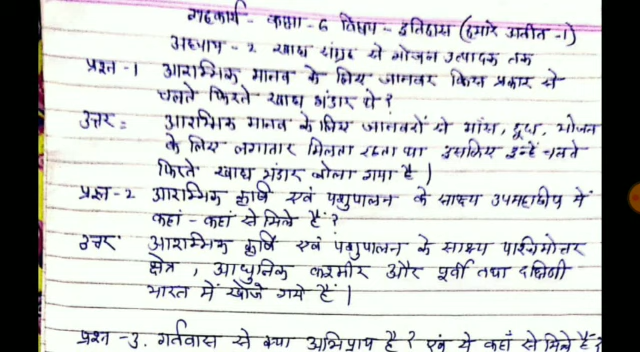 गृहकार्य - कक्षा - 6 विषय - इतिहास (हमारे अतीत -1)
अध्याय - 2 खाद्य संग्रह से भोजन उत्पादक तक
प्रश्न -1 आरम्भिक मानव के लिए जानवर किस प्रकार से
चलते फिरते खाद्य भंडार थे?
उत्तर = आरम्भिक मानव के लिए जानवरों से माँस, दूध, भोजन
के लिए लगातार मिलता रहता था इसलिए इन्हें चलते
फिरते खाद्य भंडार बोला गया है |
प्रश्न -2 आरम्भिक कृषि एवं पशुपालन के साक्ष्य उपमहाद्वीप में
कहां - कहां से मिले हैं?
उत्तर आरम्भिक कृषि एवं पशुपालन के साक्ष्य पश्चिमोत्तर
क्षेत्र, आधुनिक कश्मीर और पूर्वी तथा दक्षिणी
भारत में खोजे गये हैं |
प्रश्न -3. गर्तवास से क्या अभिप्राय है? एवं ये कहाँ से मिले हैं?